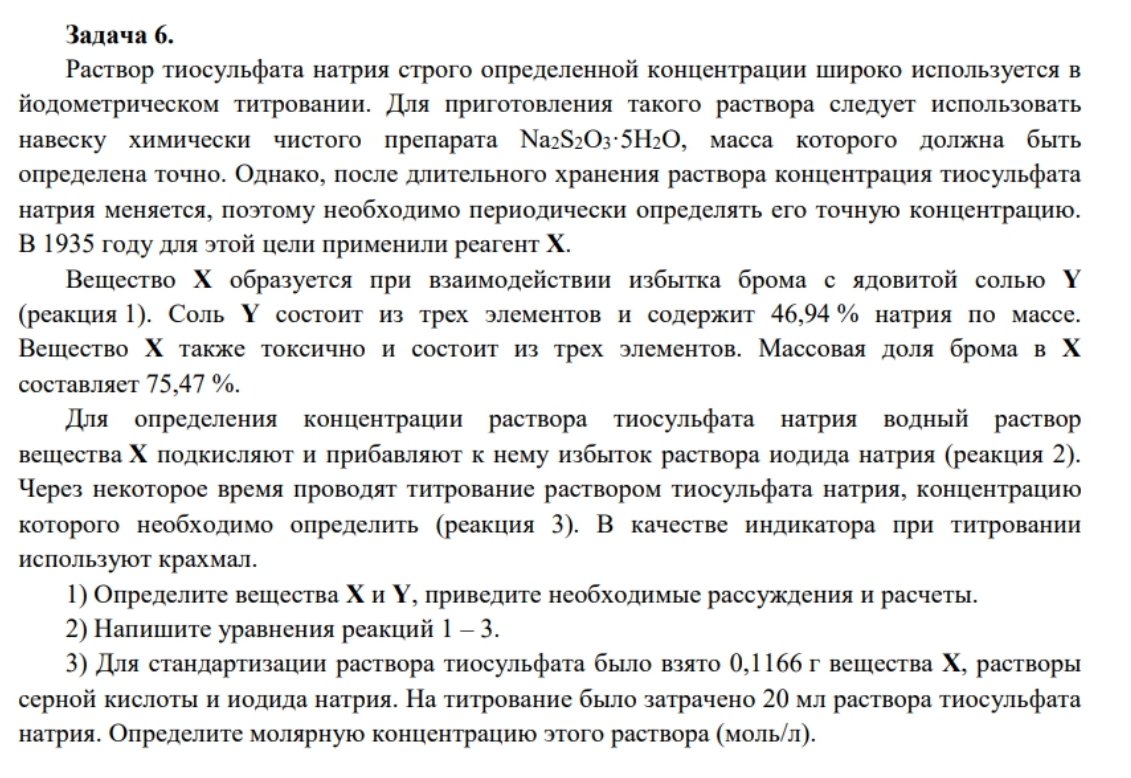 Задача 6.
Раствор тиосульфата натрия строго определенной концентрации широко используется в
йодометрическом титровании. Для приготовления такого раствора следует использовать
навеску химически чистого препарата Na₂S₂O₃·5H₂O, масса которого должна быть
определена точно. Однако, после длительного хранения раствора концентрация тиосульфата
натрия меняется, поэтому необходимо периодически определять его точную концентрацию.
В 1935 году для этой цели применили реагент X.
Вещество X образуется при взаимодействии избытка брома с ядовитой солью Y
(реакция 1). Соль Y состоит из трех элементов и содержит 46,94 % натрия по массе.
Вещество X также токсично и состоит из трех элементов. Массовая доля брома в X
составляет 75,47 %.
Для определения концентрации раствора тиосульфата натрия водный раствор
вещества X подкисляют и прибавляют к нему избыток раствора иодида натрия (реакция 2).
Через некоторое время проводят титрование раствором тиосульфата натрия, концентрацию
которого необходимо определить (реакция 3). В качестве индикатора при титровании
используют крахмал.
1) Определите вещества X и Y, приведите необходимые рассуждения и расчеты.
2) Напишите уравнения реакций 1 – 3.
3) Для стандартизации раствора тиосульфата было взято 0,1166 г вещества X, растворы
серной кислоты и иодида натрия. На титрование было затрачено 20 мл раствора тиосульфата
натрия. Определите молярную концентрацию этого раствора (моль/л).